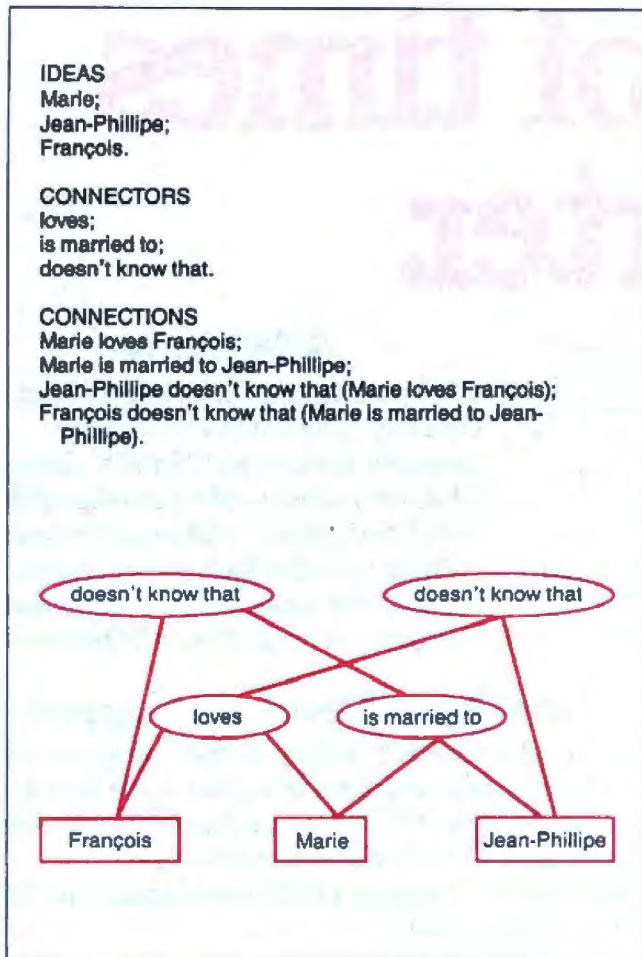 IDEAS
Marie;
Jean-Phillipe;
François.
CONNECTORS
loves;
is married to;
doesn't know that.
CONNECTIONS
Marie loves François;
Marie is married to Jean-Phillipe;
Jean-Phillipe doesn't know that (Marie loves François);
François doesn't know that (Marie is married to Jean-
Phillipe).
doesn't know that
doesn't know that
loves
is married to
François
Marie
Jean-Phillipe